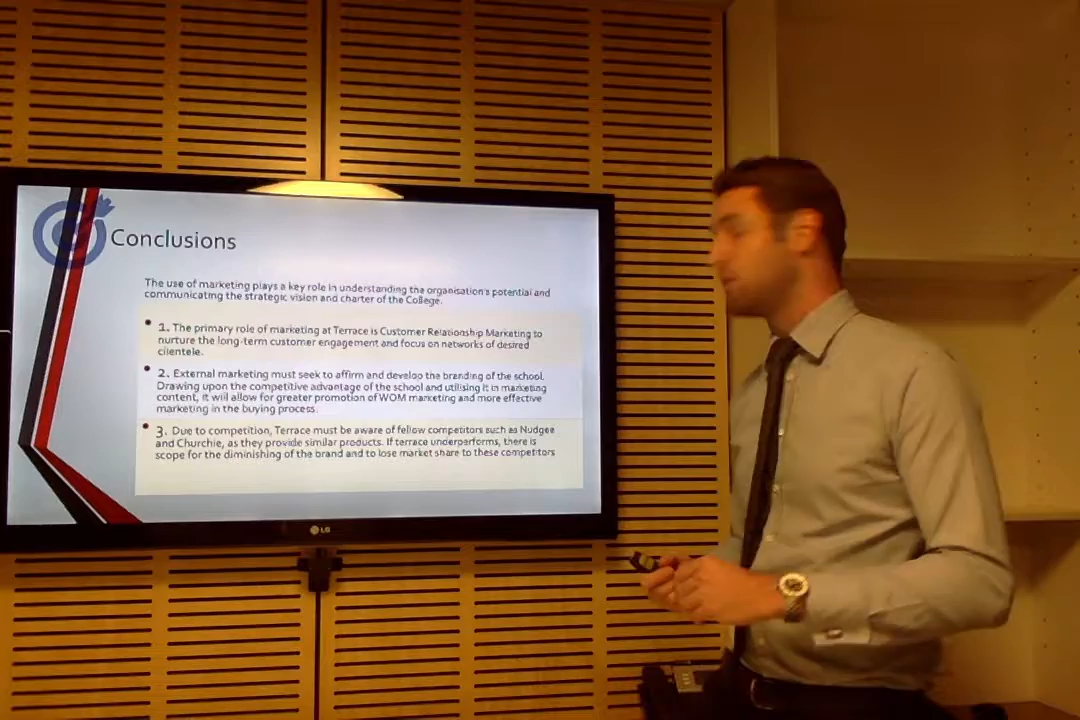 Conclusions
The use of marketing plays a key role in understanding the organisation's potential and
communicating the strategic vision and charter of the College.
• 1. The primary role of marketing at Terrace is Customer Relationship Marketing to
nurture the long-term customer engagement and focus on networks of desired
clientele.
• 2. External marketing must seek to affirm and develop the branding of the school.
Drawing upon the competitive advantage of the school and utilising it in marketing
content, it will allow for greater promotion of WOM marketing and more effective
marketing in the buying process.
• 3. Due to competition, Terrace must be aware of fellow competitors such as Nudgee
and Churchie, as they provide similar products. If terrace underperforms, there is
scope for the diminishing of the brand and to lose market share to these competitors
LG